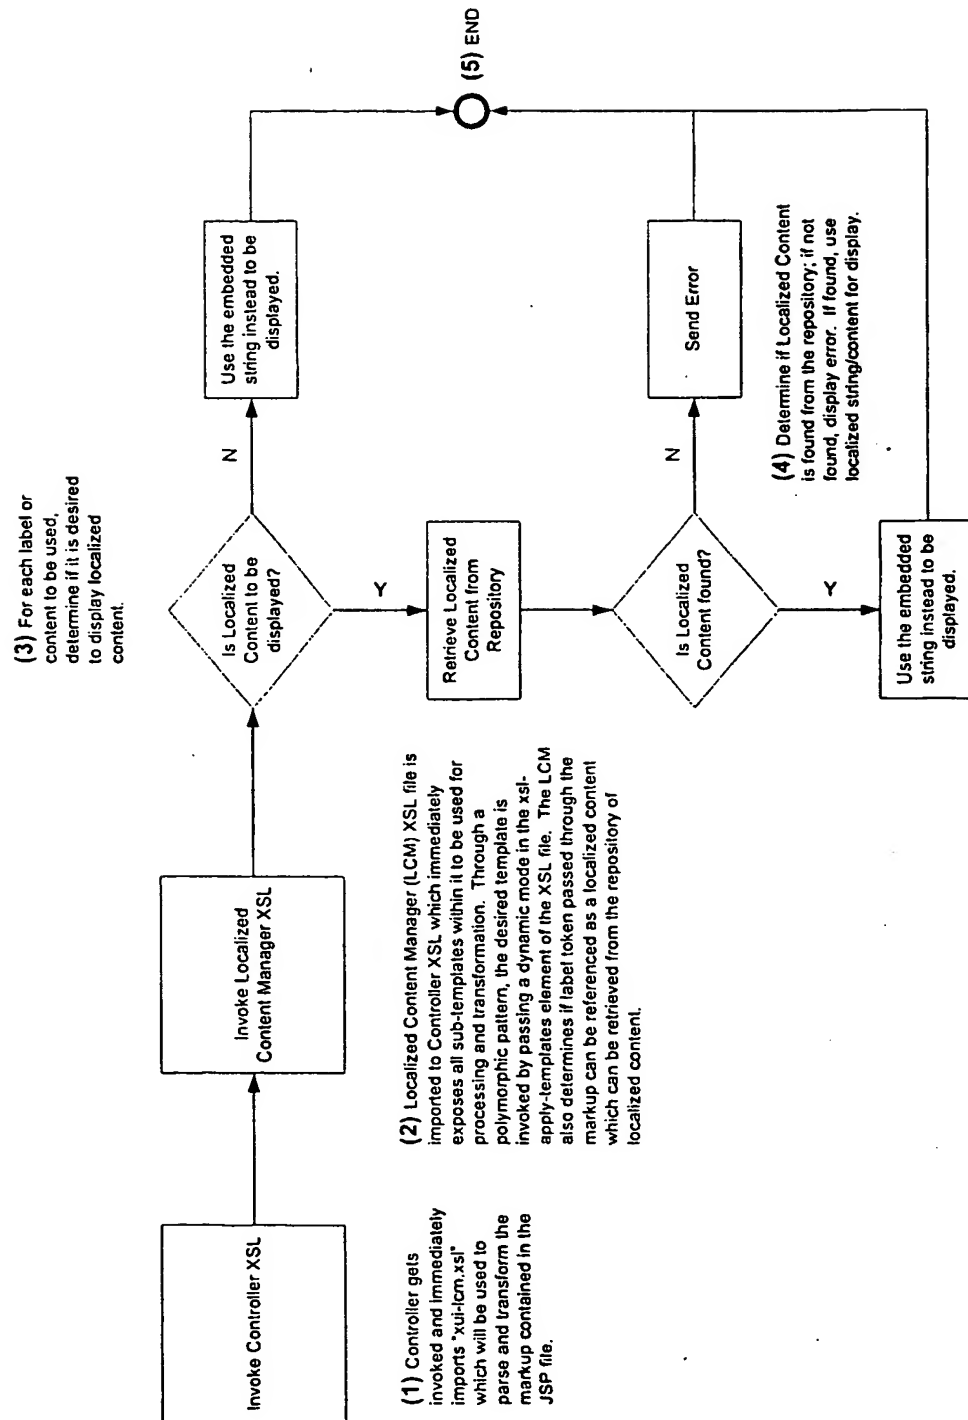 Invoke Controller XSL
(1) Controller gets
invoked and immediately
imports "xui-lcm.xsl"
which will be used to
parse and transform the
markup contained in the
JSP file.
Invoke Localized
Content Manager XSL
(2) Localized Content Manager (LCM) XSL file is
imported to Controller XSL which immediately
exposes all sub-templates within it to be used for
processing and transformation. Through a
polymorphic pattern, the desired template is
invoked by passing a dynamic mode in the xsl-
apply-templates element of the XSL file. The LCM
also determines if label token passed through the
markup can be referenced as a localized content
which can be retrieved from the repository of
localized content.
(3) For each label or
content to be used,
determine if it is desired
to display localized
content.
Is Localized
Content to be
displayed?
N
Use the embedded
string instead to be
displayed.
Y
Retrieve Localized
Content from
Repository
Is Localized
Content found?
N
Send Error
(4) Determine if Localized Content
is found from the repository; if not
found, display error. If found, use
localized string/content for display.
Y
Use the embedded
string instead to be
displayed.
(5) END